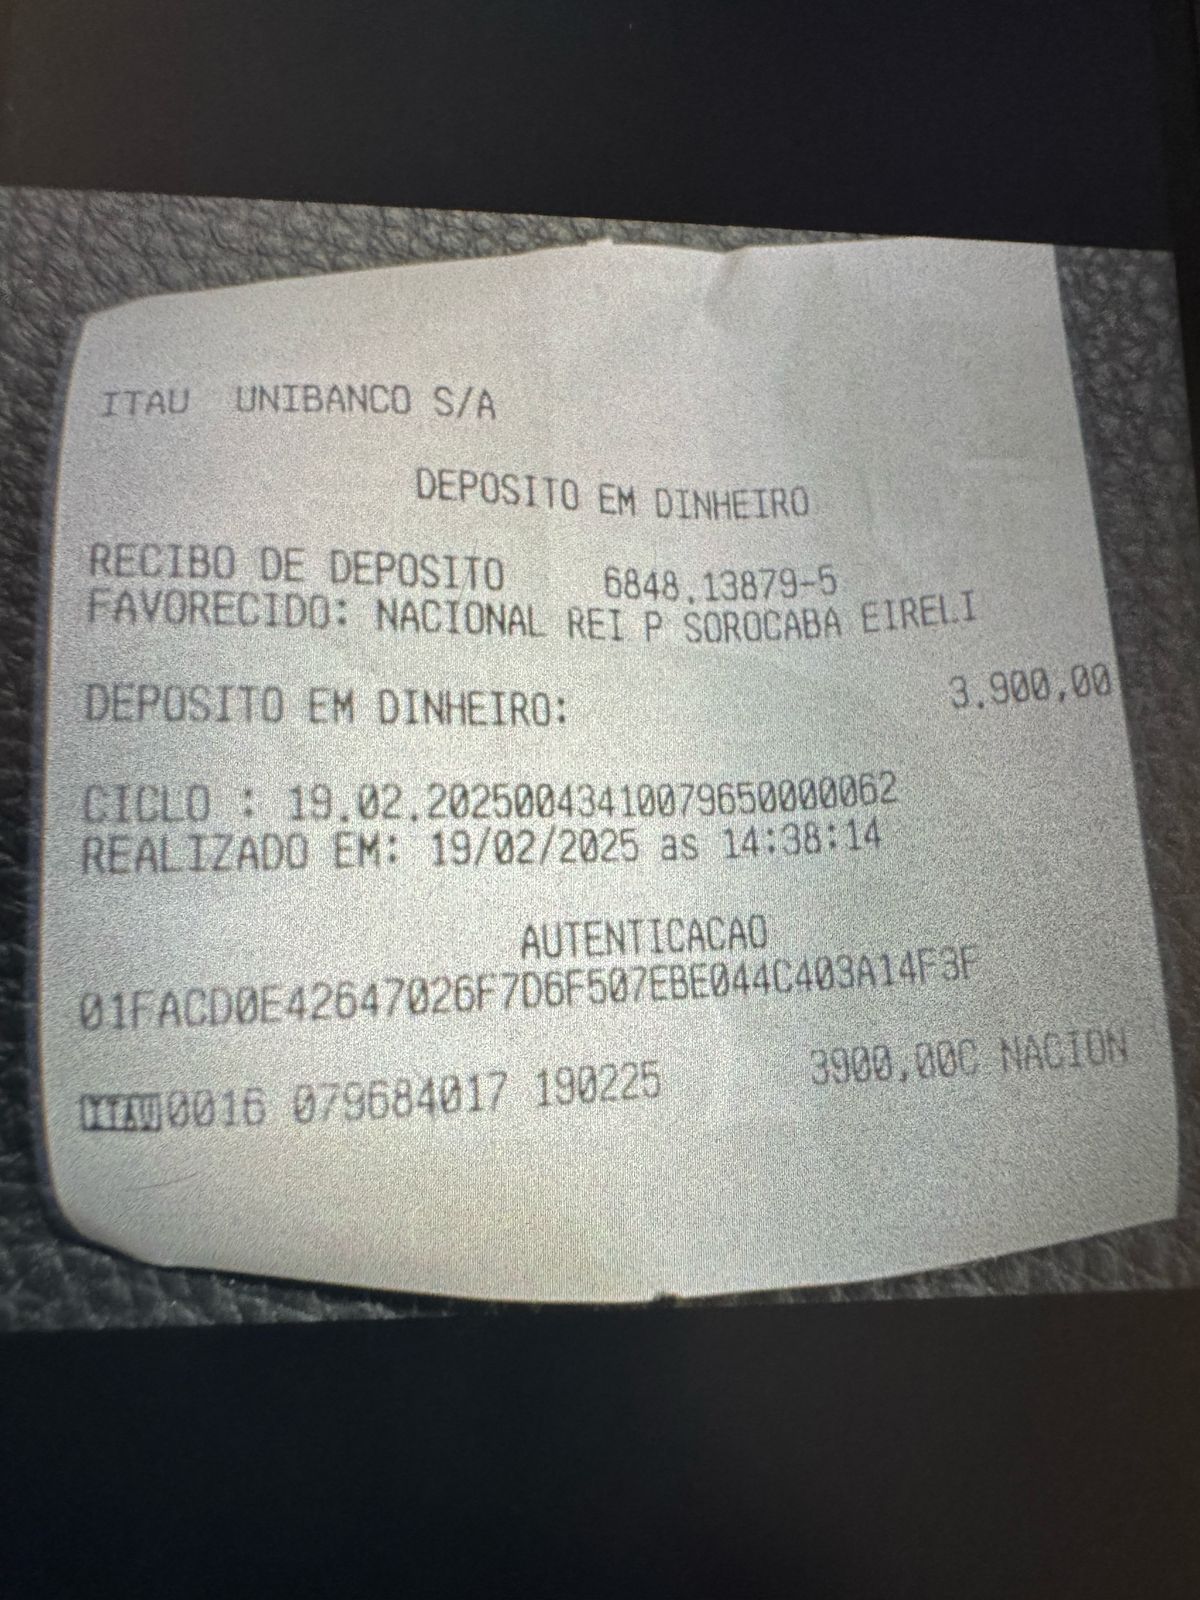 ITAU UNIBANCO S/A
DEPOSITO EM DINHEIRO
RECIBO DE DEPOSITO 6848.13879-5
FAVORECIDO: NACIONAL REI P SOROCABA EIRELI
DEPOSITO EM DINHEIRO: 3.900,00
CICLO : 19.02.20250043410079650000062
REALIZADO EM: 19/02/2025 as 14:38:14
AUTENTICACAO
01FACD0E42647026F7D6F507EBE044C403A14F3F
ITAU0016 079684017 190225 3900,00C NACION